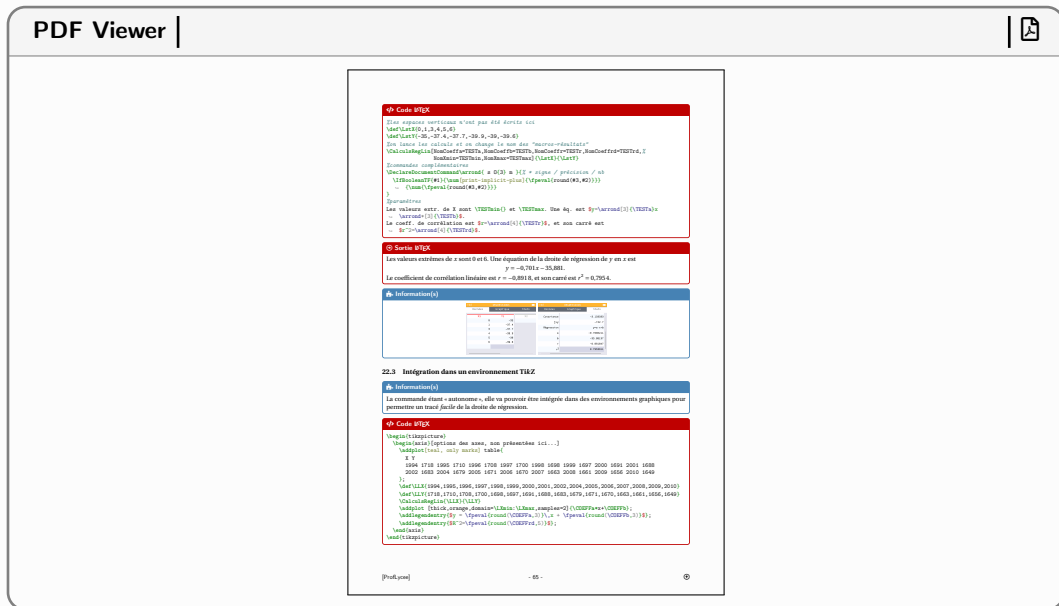 PDF Viewer
Code LATEX
%les espaces verticaux n'ont pas été écrits ici
\def\LstX{0,1,3,4,5,6}
\def\LstY{-35,-37.4,-37.7,-39.9,-39,-39.6}
%on lance les calculs et on change le nom des "macros-résultats"
\CalculsRegLin[NomCoeffa=TESTa,NomCoeffb=TESTb,NomCoeffr=TESTr,NomCoeffrd=TESTrd,%
NomXmin=TESTmin,NomXmax=TESTmax]{\LstX}{\LstY}
%commandes complémentaires
\DeclareDocumentCommand\arrond{ s O{3} m }{% * signe / précision / nb
\IfBooleanTF{#1}{\num[print-implicit-plus]{\fpeval{round(#3,#2)}}}
{\num{\fpeval{round(#3,#2)}}}
}
%paramètres
Les valeurs extr. de X sont \TESTmin{} et \TESTmax. Une éq. est $y=\arrond[3]{\TESTa}x
\arrond*[3]{\TESTb}$.
Le coeff. de corrélation est $r=\arrond[4]{\TESTr}$, et son carré est
$r^2=\arrond[4]{\TESTrd}$.
Sortie LATEX
Les valeurs extrêmes de x sont 0 et 6. Une équation de la droite de régression de y en x est
y = −0,701x − 35,881.
Le coefficient de corrélation linéaire est r = −0,8918, et son carré est r² = 0,7954.
Information(s)
22.3 Intégration dans un environnement TikZ
Information(s)
La commande étant « autonome », elle va pouvoir être intégrée dans des environnements graphiques pour
permettre un tracé facile de la droite de régression.
Code LATEX
\begin{tikzpicture}
\begin{axis}[options des axes, non présentées ici...]
\addplot[teal, only marks] table{
X Y
1994 1718 1995 1710 1996 1708 1997 1700 1998 1698 1999 1697 2000 1691 2001 1688
2002 1683 2004 1679 2005 1671 2006 1670 2007 1663 2008 1661 2009 1656 2010 1649
};
\def\LLX{1994,1995,1996,1997,1998,1999,2000,2001,2002,2004,2005,2006,2007,2008,2009,2010}
\def\LLY{1718,1710,1708,1700,1698,1697,1691,1688,1683,1679,1671,1670,1663,1661,1656,1649}
\CalculsRegLin{\LLX}{\LLY}
\addplot [thick,orange,domain=\LXmin:\LXmax,samples=2]{\COEFFa*x+\COEFFb};
\addlegendentry{$y = \fpeval{round(\COEFFa,3)}\,x + \fpeval{round(\COEFFb,3)}$};
\addlegendentry{$R^2=\fpeval{round(\COEFFrd,5)}$};
\end{axis}
\end{tikzpicture}
[ProfLycee]
- 65 -